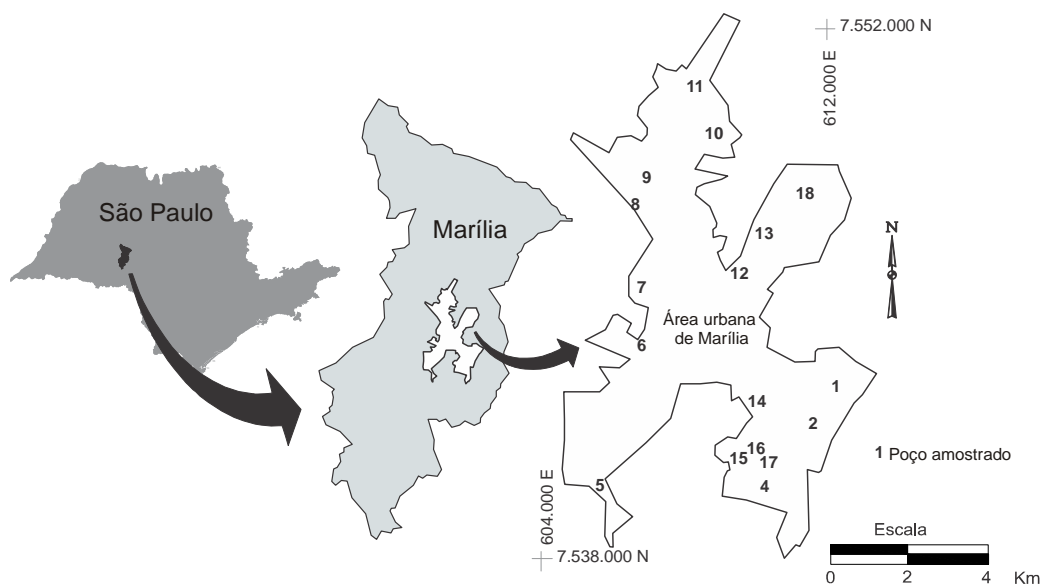 7.552.000 N
612.000 E
São Paulo
Marília
N
11
10
9
8
18
13
12
7
Área urbana
de Marília
6
1
14
2
16
15
17
4
5
1 Poço amostrado
604.000 E
7.538.000 N
Escala
0 2 4 Km